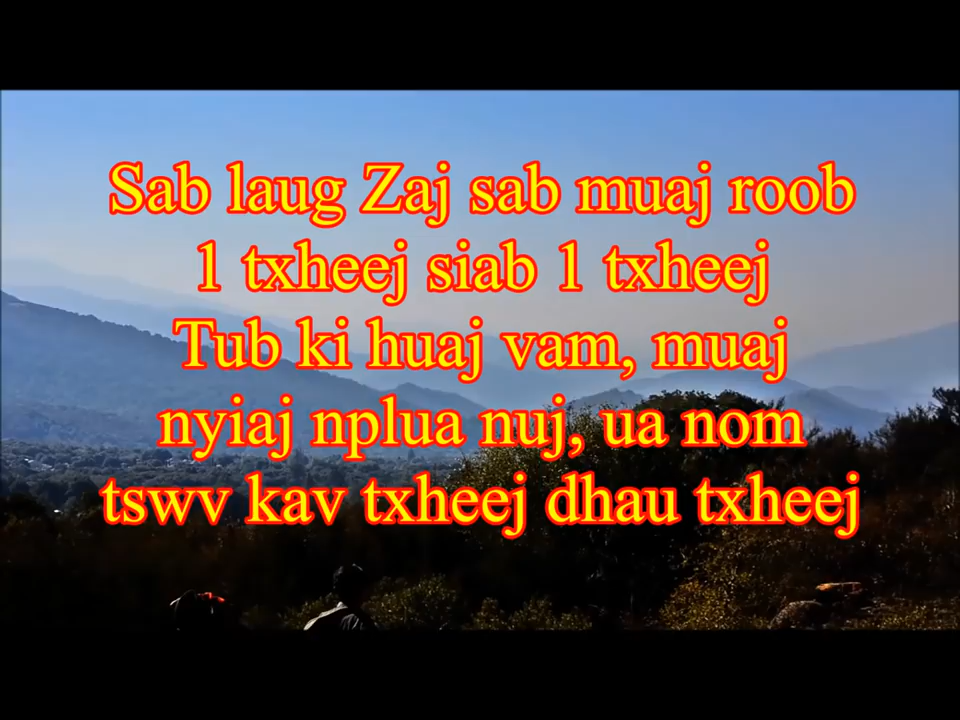 Sab laug Zaj sab muaj roob
1 txheej siab 1 txheej
Tub ki huaj vam, muaj
nyiaj nplua nuj, ua nom
tswv kav txheej dhau txheej